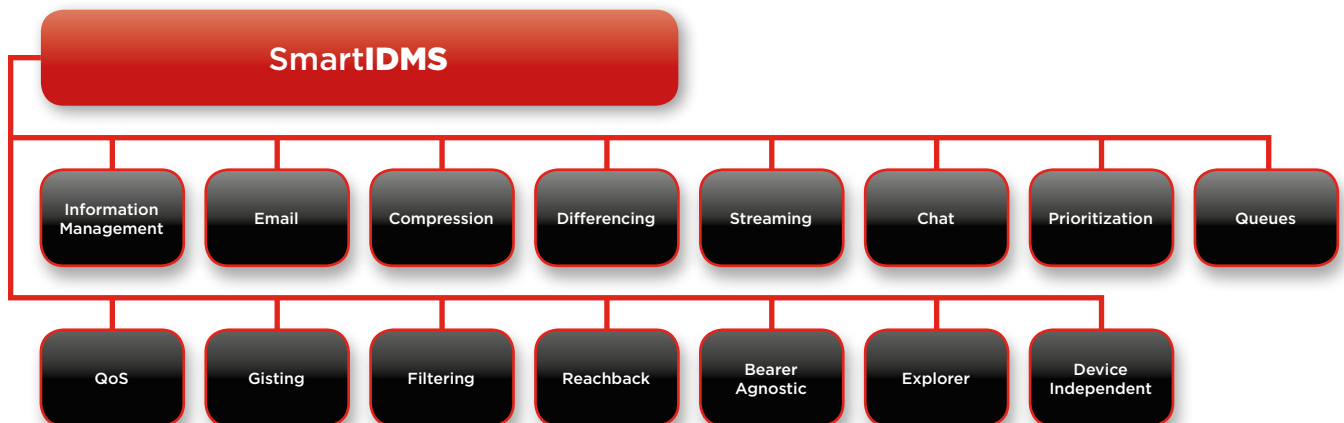 SmartIDMS
Information
Management
Email
Compression
Differencing
Streaming
Chat
Prioritization
Queues
QoS
Gisting
Filtering
Reachback
Bearer
Agnostic
Explorer
Device
Independent